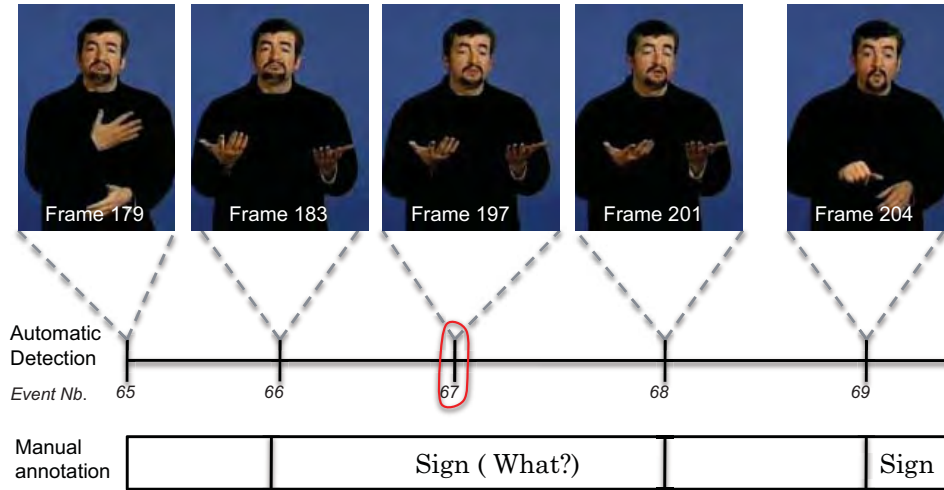 Frame 179 Frame 183 Frame 197 Frame 201 Frame 204
Automatic
Detection
Event Nb. 65 66 67 68 69
Manual
annotation
Sign ( What?) Sign